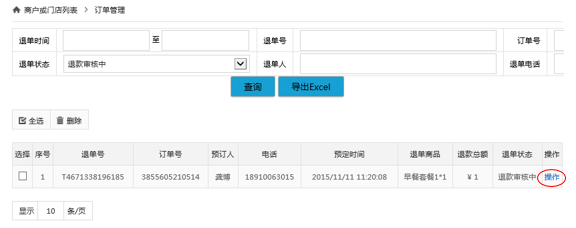 商户或门店列表 > 订单管理
退单时间 至 退单号 订单号
退单状态 退款审核中 退单人 退单电话
查询 导出Excel
全选 删除
选择 序号 退单号 订单号 预订人 电话 预定时间 退单商品 退款总额 退单状态 操作
1 T4671338196185 3855605210514 龚博 18910063015 2015/11/11 11:20:08 早餐套餐1*1 ¥ 1 退款审核中 操作
显示 10 条/页